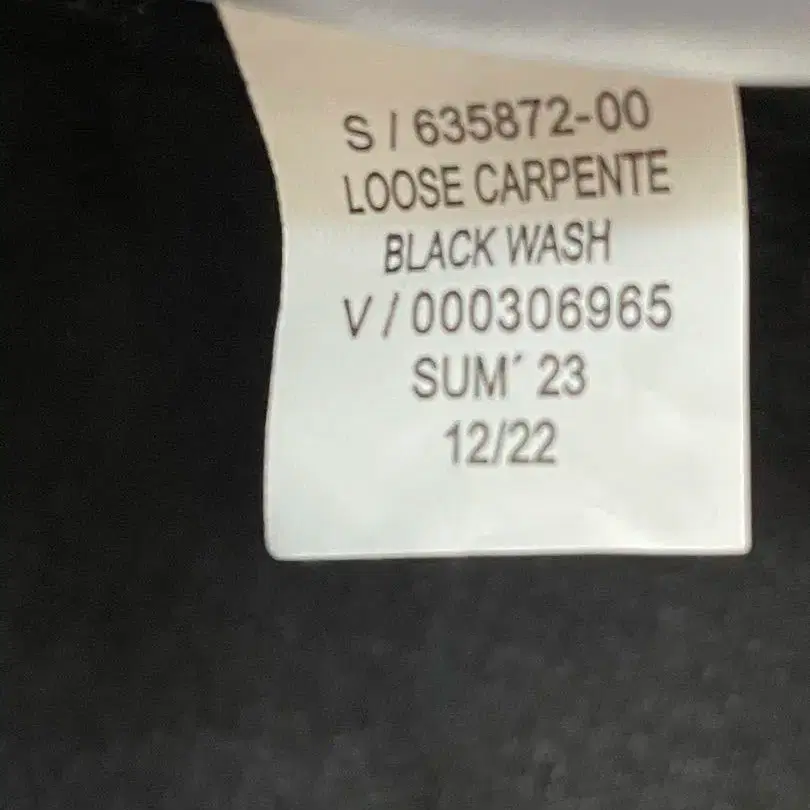 S / 635872-00
LOOSE CARPENTE
BLACK WASH
V / 000306965
SUM´ 23
12/22